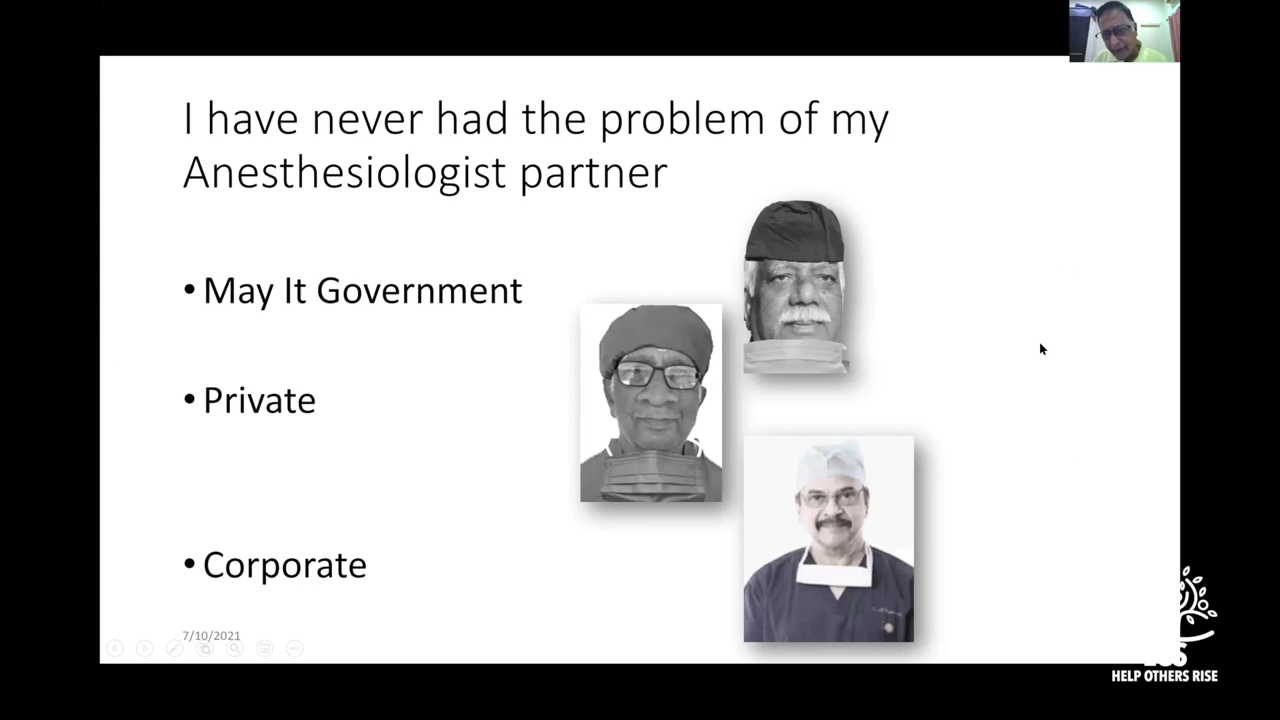 I have never had the problem of my
Anesthesiologist partner
• May It Government
• Private
• Corporate
7/10/2021
HELP OTHERS RISE